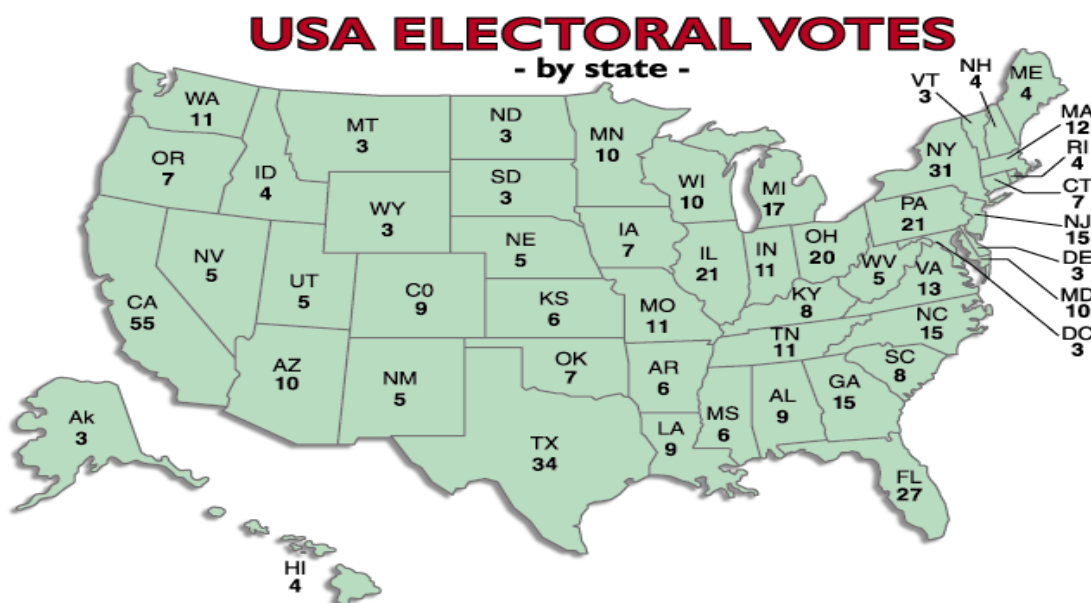 USA ELECTORAL VOTES
- by state -
WA
11
OR
7
CA
55
NV
5
ID
4
MT
3
WY
3
UT
5
AZ
10
C0
9
NM
5
ND
3
SD
3
NE
5
KS
6
OK
7
TX
34
MN
10
IA
7
MO
11
AR
6
LA
9
WI
10
IL
21
MI
17
IN
11
OH
20
KY
8
TN
11
MS
6
AL
9
GA
15
FL
27
SC
8
NC
15
VA
13
WV
5
PA
21
NY
31
VT
3
NH
4
ME
4
MA
12
RI
4
CT
7
NJ
15
DE
3
MD
10
DC
3
Ak
3
HI
4